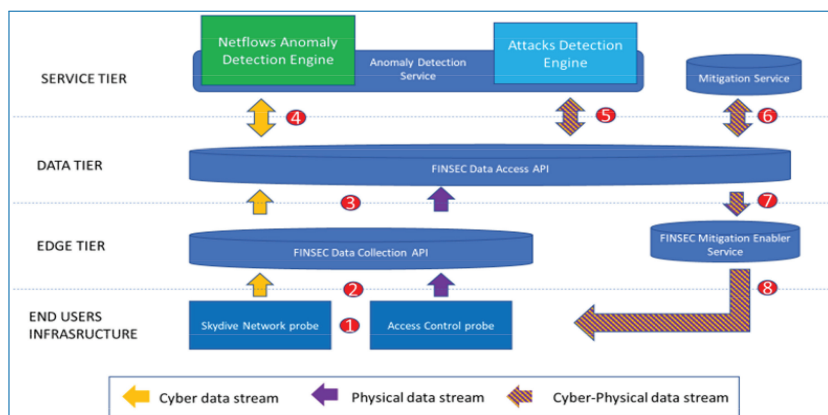 Netflows Anomaly
Detection Engine
Anomaly Detection
Service
Attacks Detection
Engine
SERVICE TIER
Mitigation Service
4
5
6
DATA TIER
FINSEC Data Access API
3
7
EDGE TIER
FINSEC Data Collection API
FINSEC Mitigation Enabler
Service
2
8
END USERS
INFRASRUCTURE
Skydive Network probe
1
Access Control probe
Cyber data stream
Physical data stream
Cyber-Physical data stream